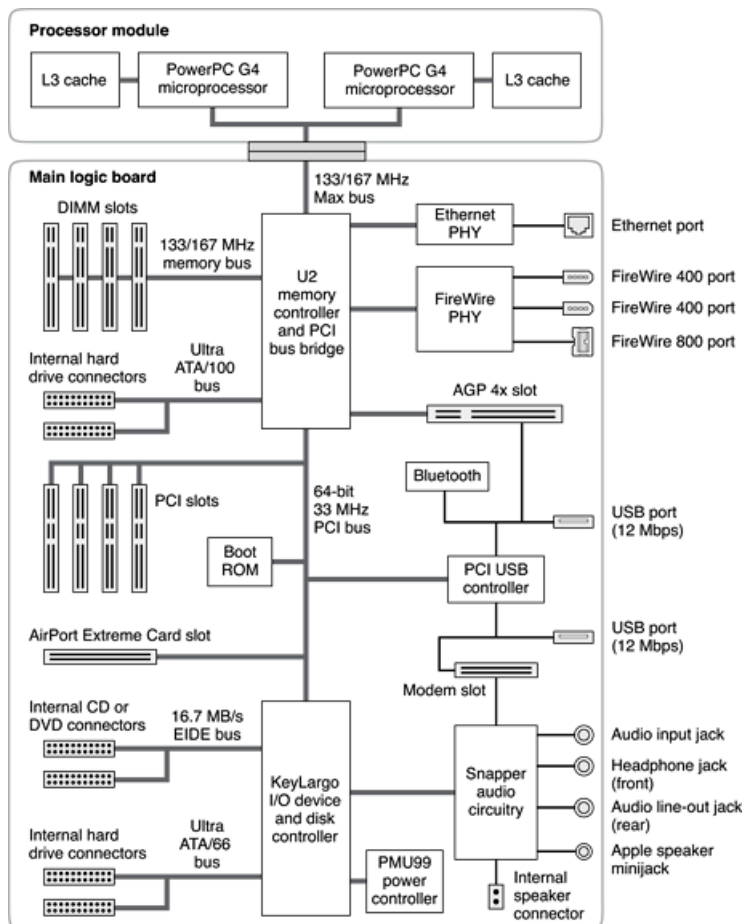 Processor module
L3 cache
PowerPC G4
microprocessor
PowerPC G4
microprocessor
L3 cache
Main logic board
133/167 MHz
Max bus
DIMM slots
133/167 MHz
memory bus
U2
memory
controller
and PCI
bus bridge
Ethernet
PHY
Ethernet port
FireWire
PHY
FireWire 400 port
FireWire 400 port
FireWire 800 port
Internal hard
drive connectors
Ultra
ATA/100
bus
AGP 4x slot
PCI slots
64-bit
33 MHz
PCI bus
Bluetooth
USB port
(12 Mbps)
Boot
ROM
PCI USB
controller
USB port
(12 Mbps)
AirPort Extreme Card slot
Modem slot
Internal CD or
DVD connectors
16.7 MB/s
EIDE bus
KeyLargo
I/O device
and disk
controller
Snapper
audio
circuitry
Audio input jack
Headphone jack
(front)
Audio line-out jack
(rear)
Apple speaker
minijack
Internal hard
drive connectors
Ultra
ATA/66
bus
PMU99
power
controller
Internal
speaker
connector